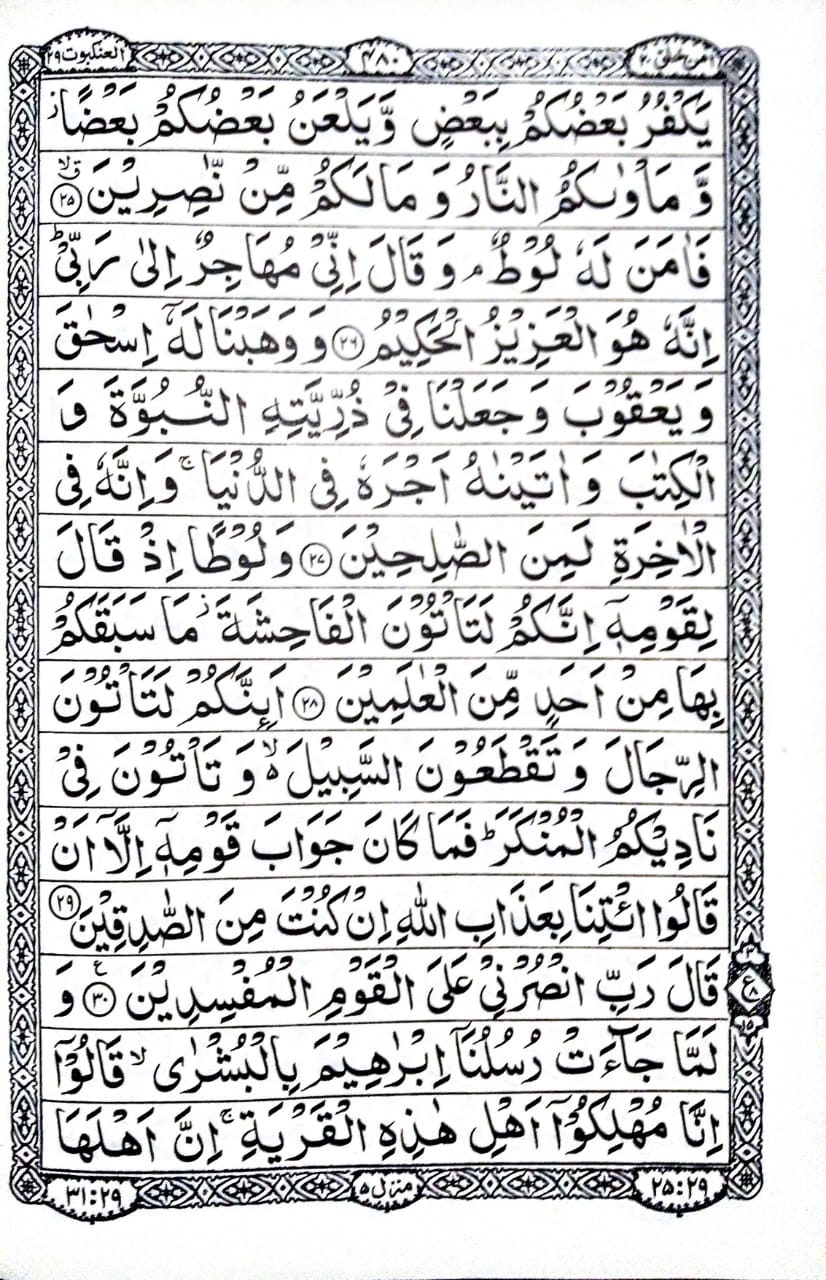 العنكبوت ٢٩
٤٨٠
امن خلق ٢٠
يَكْفُرُ بَعْضُكُمْ بِبَعْضٍ وَّيَلْعَنُ بَعْضُكُمْ بَعْضًا ز
وَّ مَاْوٰىكُمُ النَّارُ وَ مَا لَكُمْ مِّنْ نّٰصِرِيْنَ ۝٢٥
فَاٰمَنَ لَهٗ لُوْطٌ ۘ وَ قَالَ اِنِّىْ مُهَاجِرٌ اِلٰى رَبِّىْ ؕ
اِنَّهٗ هُوَ الْعَزِيْزُ الْحَكِيْمُ ۝٢٦ وَ وَهَبْنَا لَهٗۤ اِسْحٰقَ
وَ يَعْقُوْبَ وَ جَعَلْنَا فِىْ ذُرِّيَّتِهِ النُّبُوَّةَ وَ
الْكِتٰبَ وَ اٰتَيْنٰهُ اَجْرَهٗ فِى الدُّنْيَا ۚ وَ اِنَّهٗ فِى
الْاٰخِرَةِ لَمِنَ الصّٰلِحِيْنَ ۝٢٧ وَ لُوْطًا اِذْ قَالَ
لِقَوْمِهٖۤ اِنَّكُمْ لَتَاْتُوْنَ الْفَاحِشَةَ ز مَا سَبَقَكُمْ
بِهَا مِنْ اَحَدٍ مِّنَ الْعٰلَمِيْنَ ۝٢٨ اَئِنَّكُمْ لَتَاْتُوْنَ
الرِّجَالَ وَ تَقْطَعُوْنَ السَّبِيْلَ ۙ۬ وَ تَاْتُوْنَ فِىْ
نَادِيْكُمُ الْمُنْكَرَ ؕ فَمَا كَانَ جَوَابَ قَوْمِهٖۤ اِلَّاۤ اَنْ
قَالُوا ائْتِنَا بِعَذَابِ اللّٰهِ اِنْ كُنْتَ مِنَ الصّٰدِقِيْنَ ۝٢٩
قَالَ رَبِّ انْصُرْنِىْ عَلَى الْقَوْمِ الْمُفْسِدِيْنَ ۝٣٠ ع وَ
لَمَّا جَآءَتْ رُسُلُنَاۤ اِبْرٰهِيْمَ بِالْبُشْرٰى ۙ قَالُوْۤا
اِنَّا مُهْلِكُوْۤا اَهْلِ هٰذِهِ الْقَرْيَةِ ۚ اِنَّ اَهْلَهَا
٣١:٢٩
منزل ٥
٢٥:٢٩